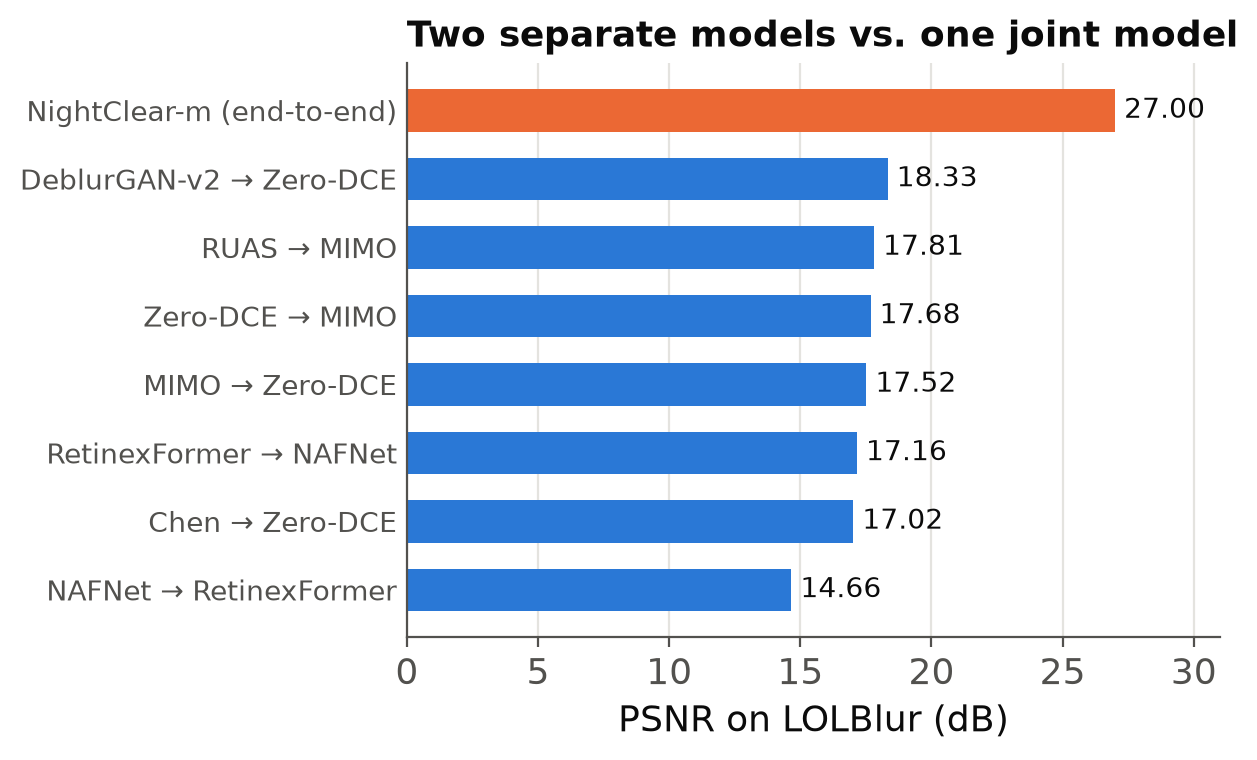 Two separate models vs. one joint model
NightClear-m (end-to-end) 27.00
DeblurGAN-v2 → Zero-DCE 18.33
RUAS → MIMO 17.81
Zero-DCE → MIMO 17.68
MIMO → Zero-DCE 17.52
RetinexFormer → NAFNet 17.16
Chen → Zero-DCE 17.02
NAFNet → RetinexFormer 14.66
0 5 10 15 20 25 30
PSNR on LOLBlur (dB)